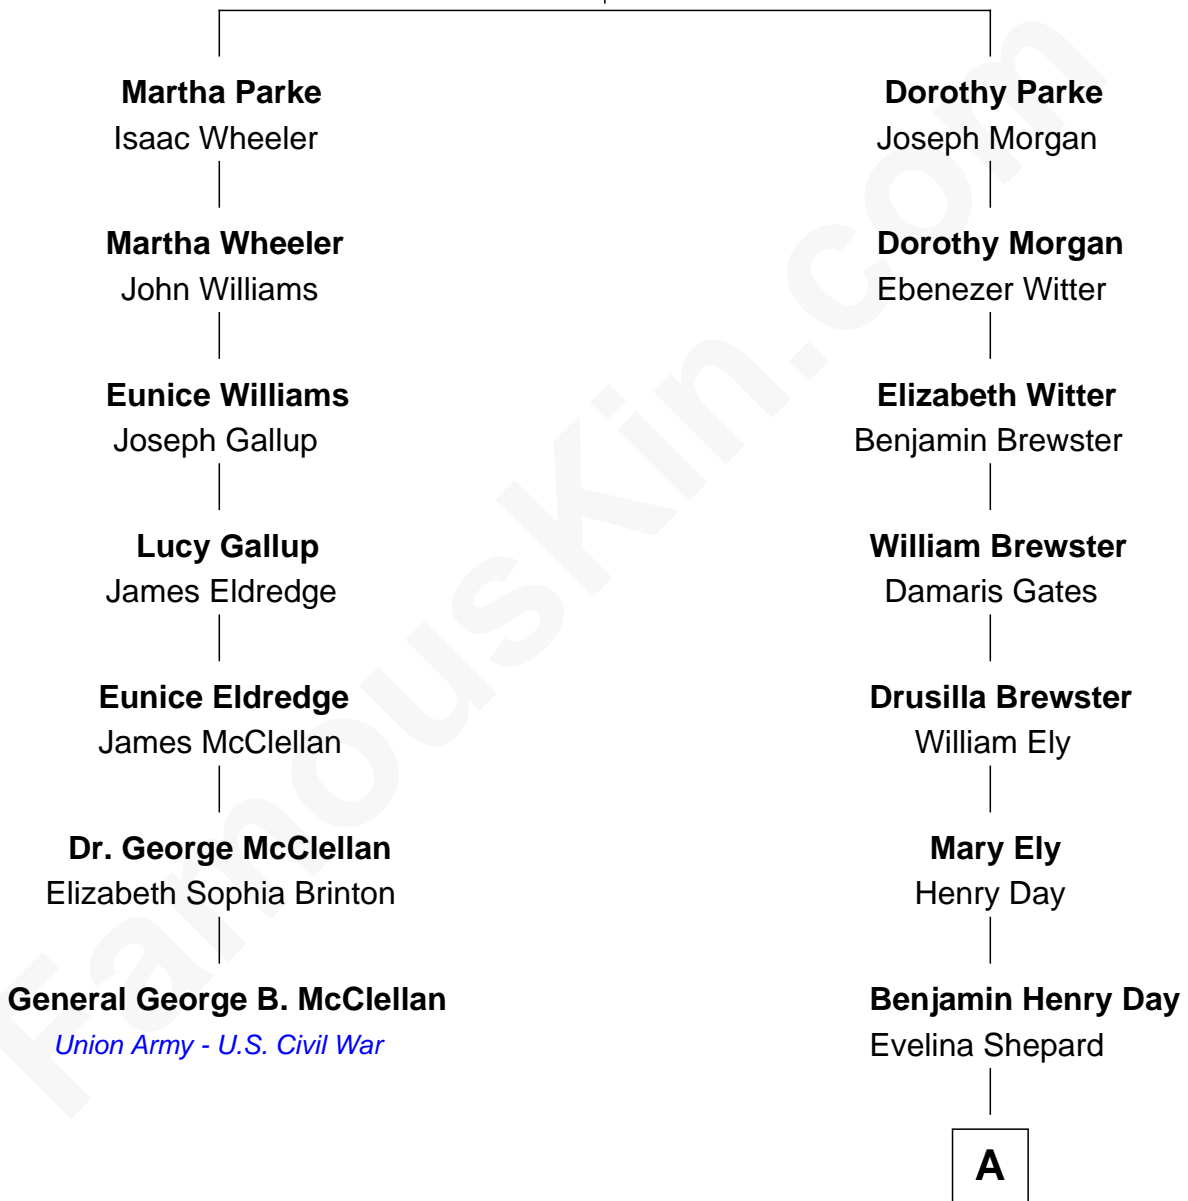 Martha Parke
Isaac Wheeler
Dorothy Parke
Joseph Morgan
Martha Wheeler
John Williams
Dorothy Morgan
Ebenezer Witter
Eunice Williams
Joseph Gallup
Elizabeth Witter
Benjamin Brewster
Lucy Gallup
James Eldredge
William Brewster
Damaris Gates
Eunice Eldredge
James McClellan
Drusilla Brewster
William Ely
Dr. George McClellan
Elizabeth Sophia Brinton
Mary Ely
Henry Day
General George B. McClellan
Union Army - U.S. Civil War
Benjamin Henry Day
Evelina Shepard
A
FamousKin.com